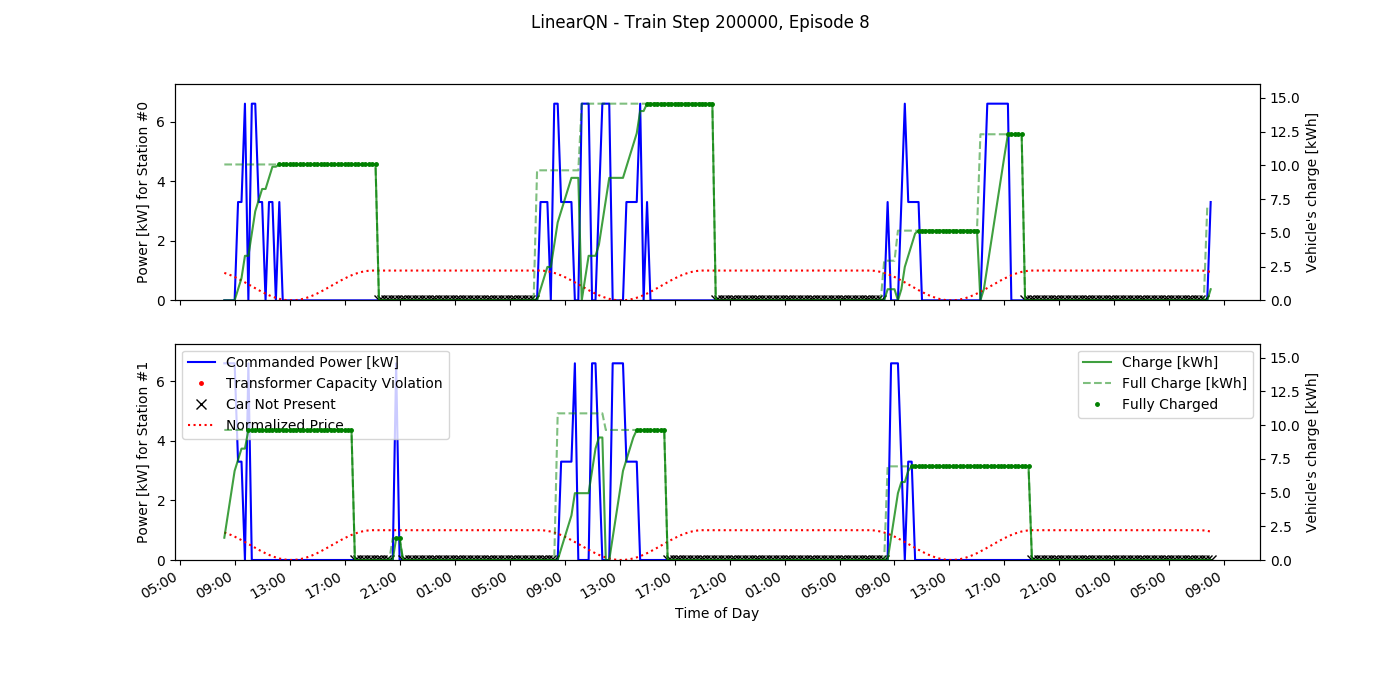 LinearQN - Train Step 200000, Episode 8
Power [kW] for Station #0
6
4
2
0
15.0
12.5
10.0
7.5
5.0
2.5
0.0
Vehicle's charge [kWh]
Power [kW] for Station #1
6
4
2
0
Commanded Power [kW]
Transformer Capacity Violation
Car Not Present
Normalized Price
Charge [kWh]
Full Charge [kWh]
Fully Charged
15.0
12.5
10.0
7.5
5.0
2.5
0.0
Vehicle's charge [kWh]
05:00 09:00 13:00 17:00 21:00 01:00 05:00 09:00 13:00 17:00 21:00 01:00 05:00 09:00 13:00 17:00 21:00 01:00 05:00 09:00
Time of Day